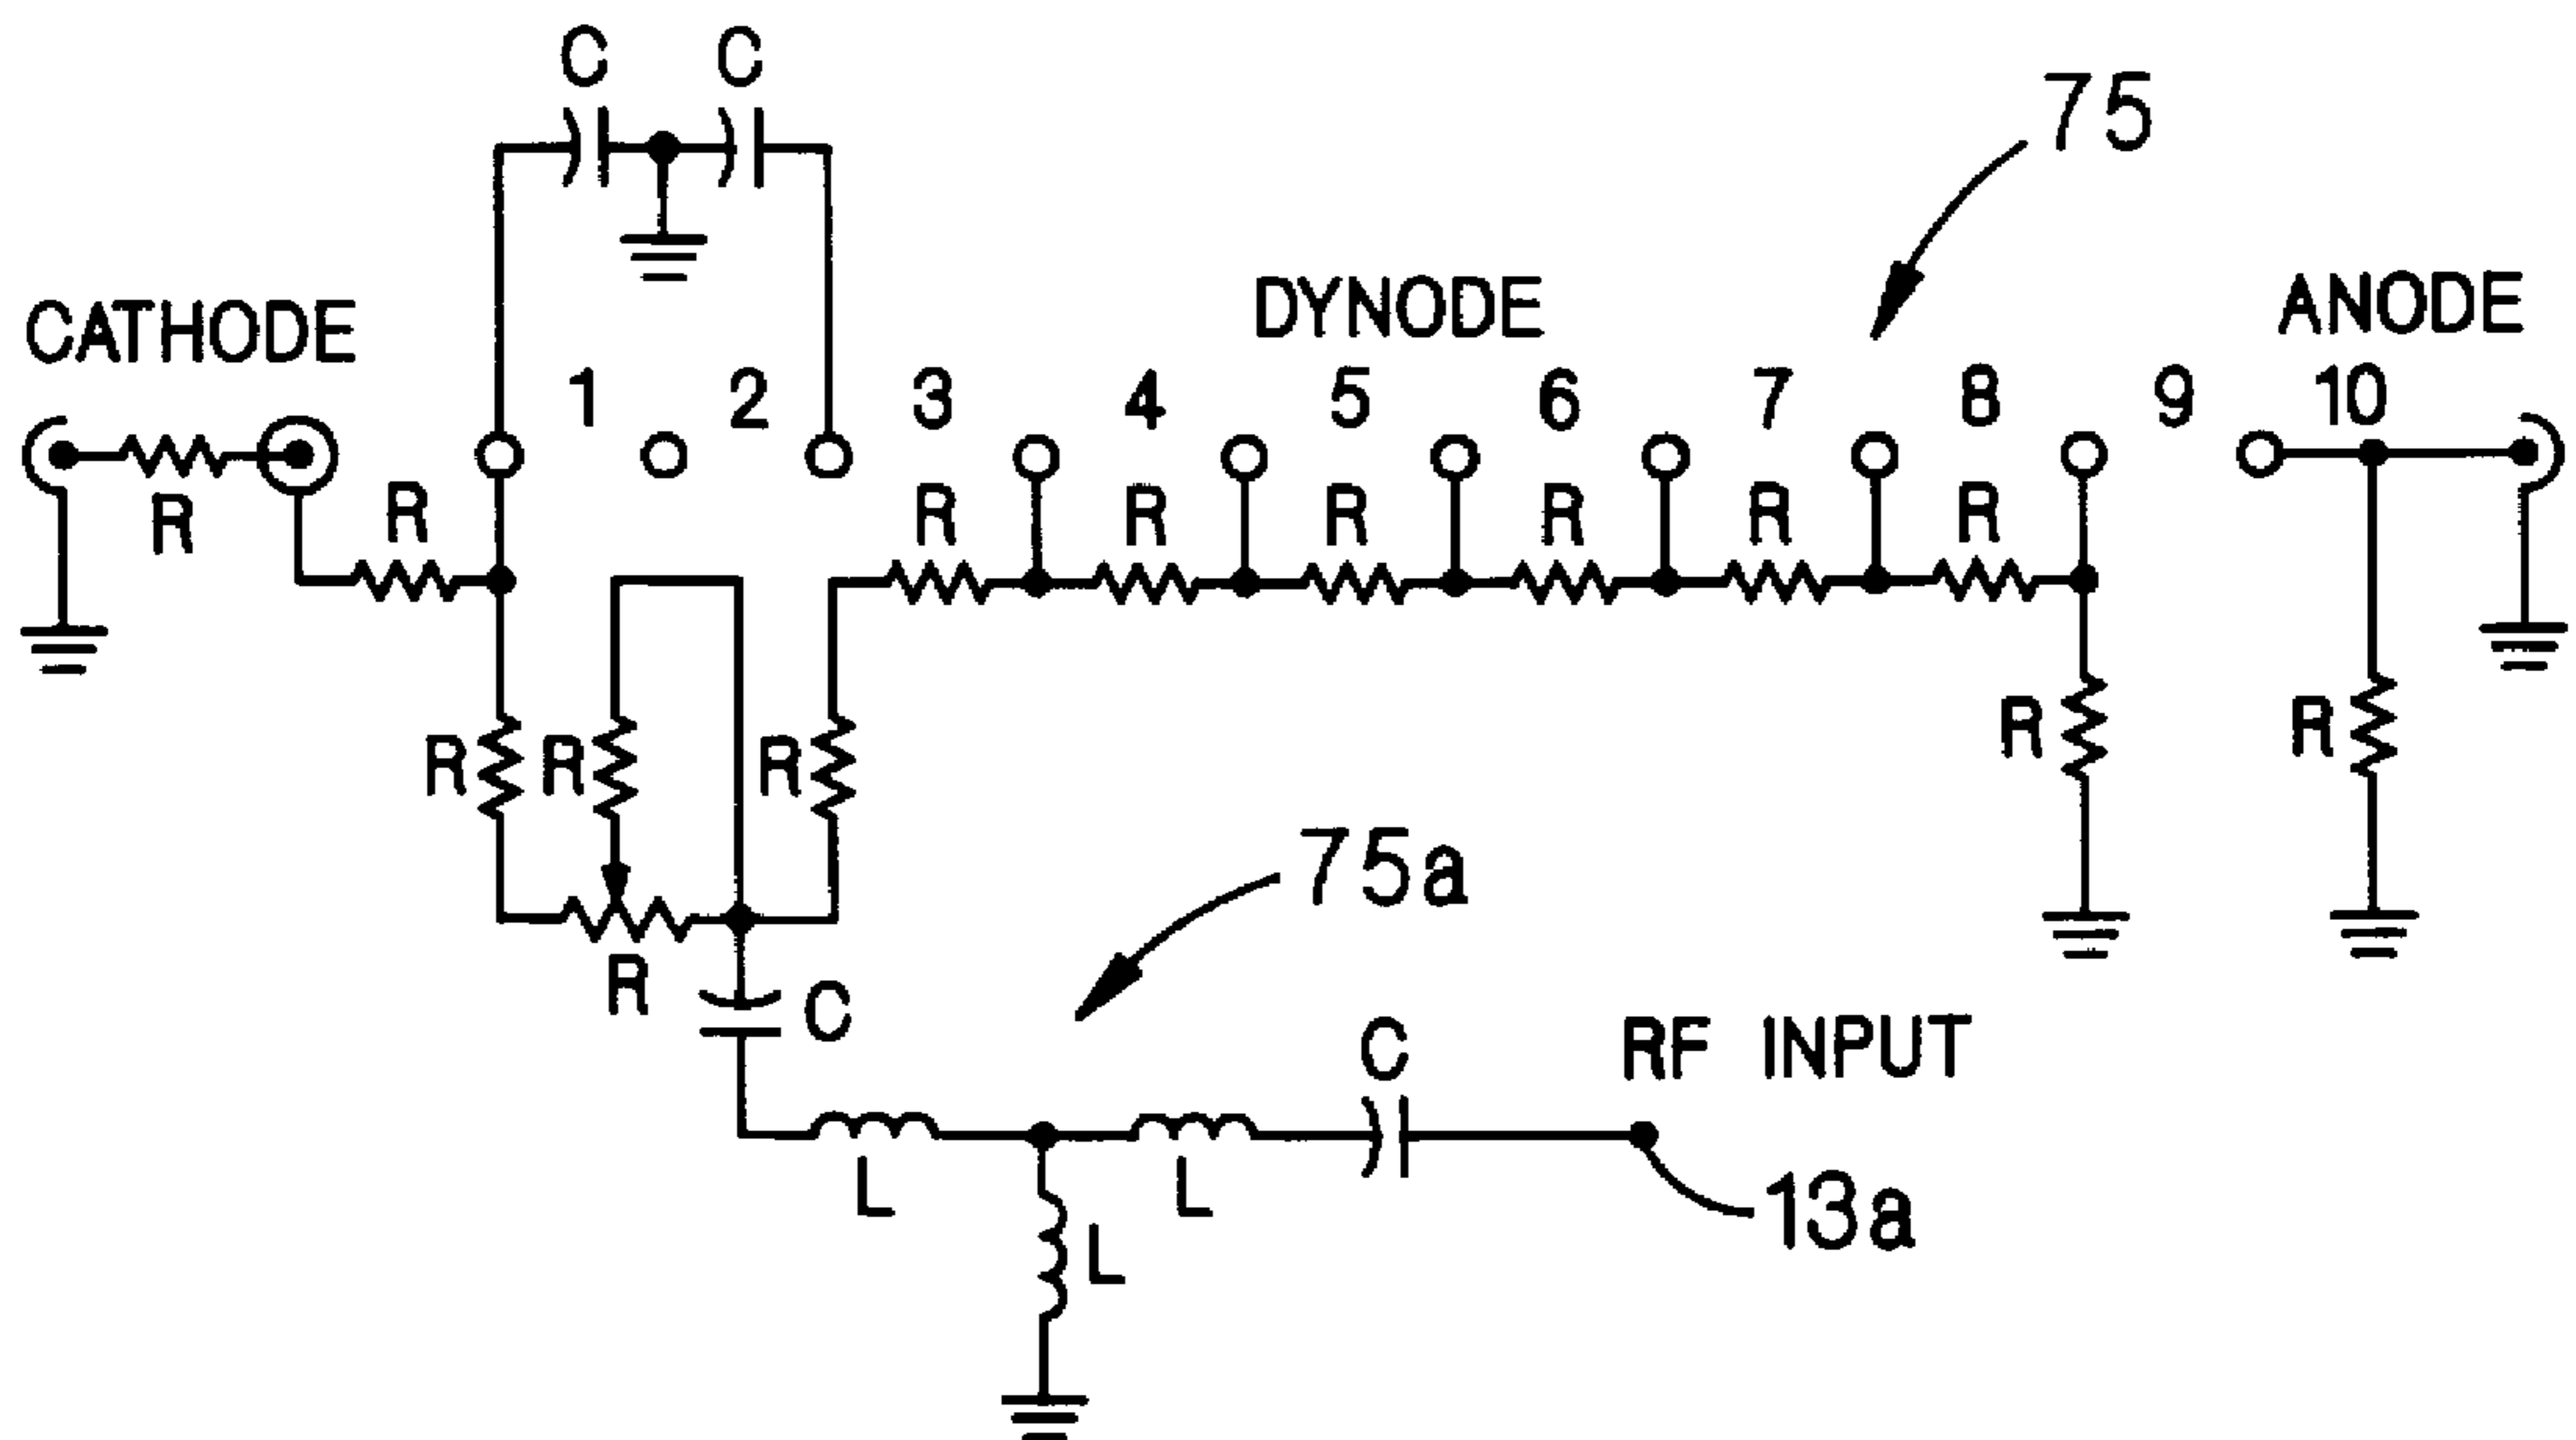 C C
75
CATHODE
DYNODE
ANODE
1 2 3 4 5 6 7 8 9 10
R R R R R R R R
R R R R R
75a
R
C
C
RF INPUT
L L
13a
L